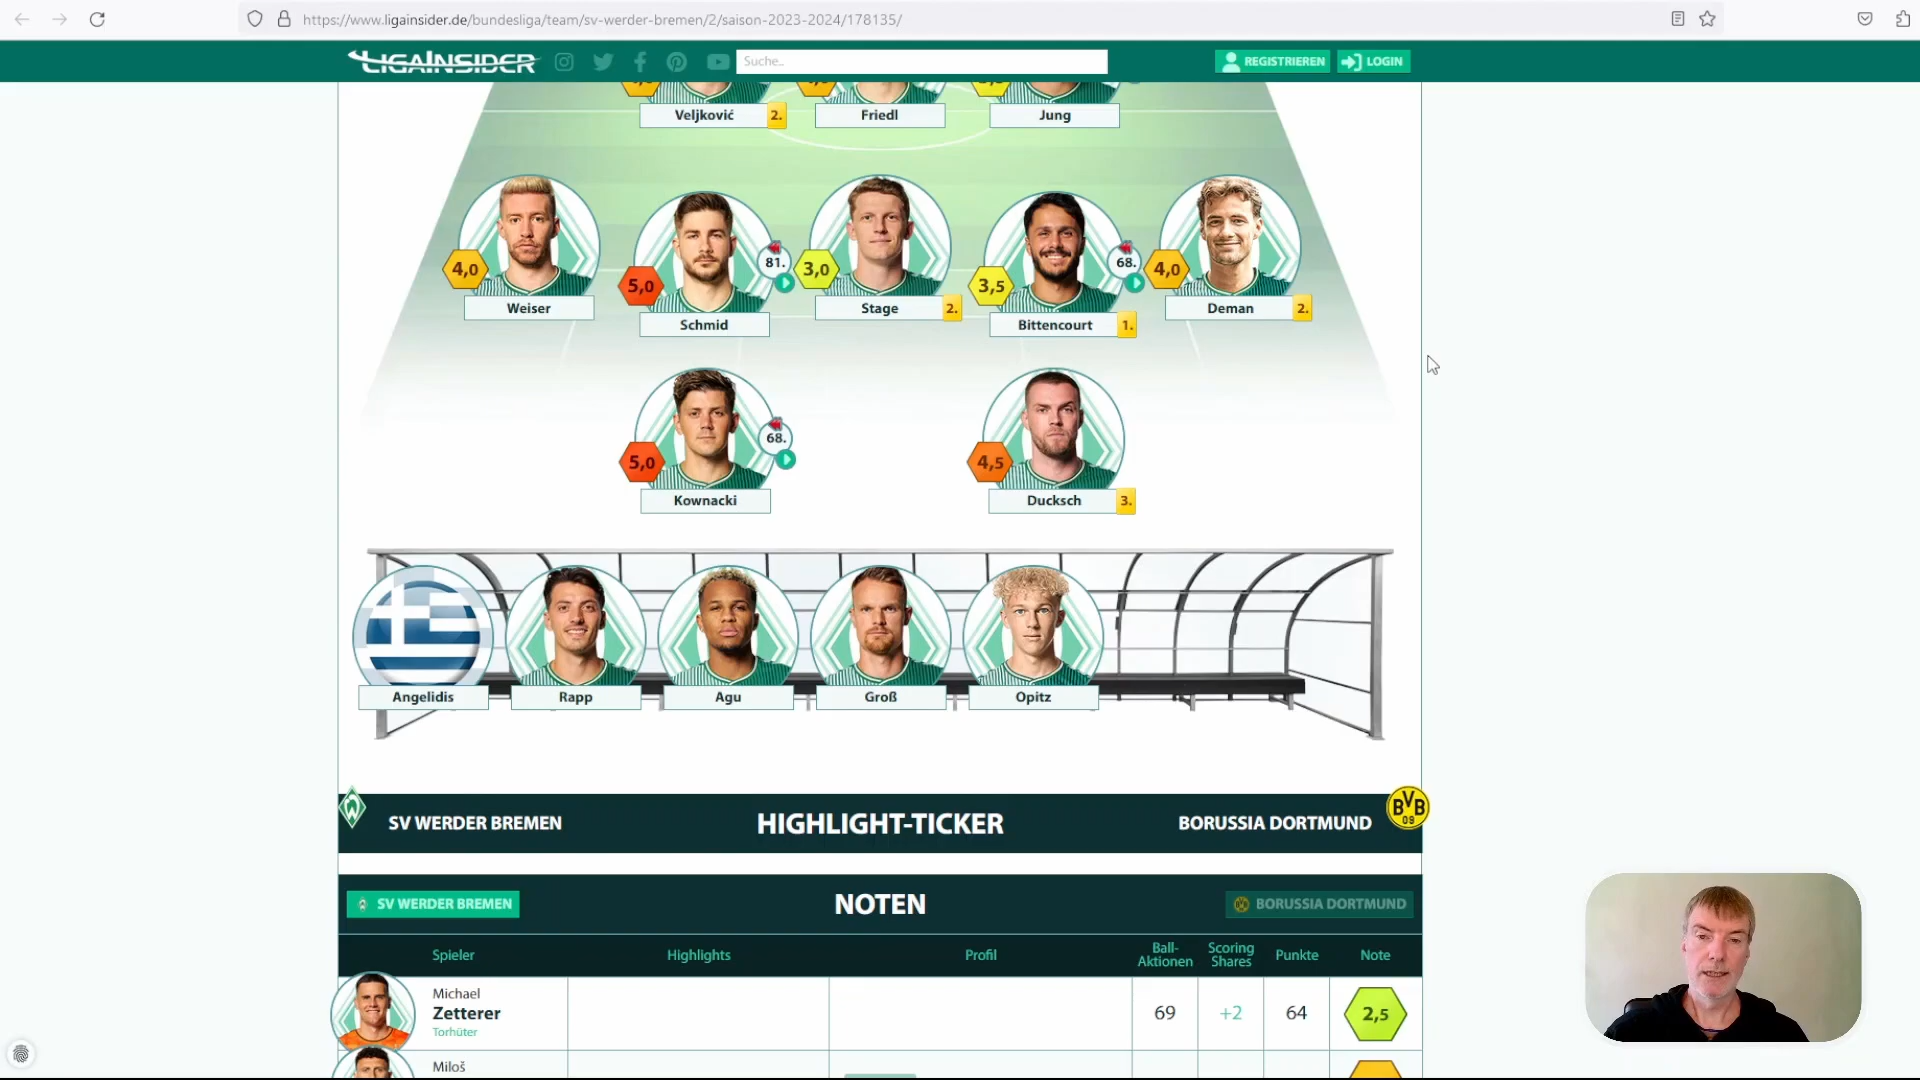 https://www.ligainsider.de/bundesliga/team/sv-werder-bremen/2/saison-2023-2024/178135/
LIGAINSIDER
Suche..
REGISTRIEREN
LOGIN
Veljković 2.
Friedl
Jung
4,0
5,0
81.
3,0
3,5
68.
4,0
Weiser
Schmid
Stage 2.
Bittencourt 1.
Deman 2.
5,0
68.
4,5
Kownacki
Ducksch 3.
Angelidis
Rapp
Agu
Groß
Opitz
SV WERDER BREMEN
HIGHLIGHT-TICKER
BORUSSIA DORTMUND
BVB
09
SV WERDER BREMEN
NOTEN
BORUSSIA DORTMUND
Spieler
Highlights
Profil
Ball-
Aktionen
Scoring
Shares
Punkte
Note
Michael
Zetterer
Torhüter
69
+2
64
2,5
Miloš